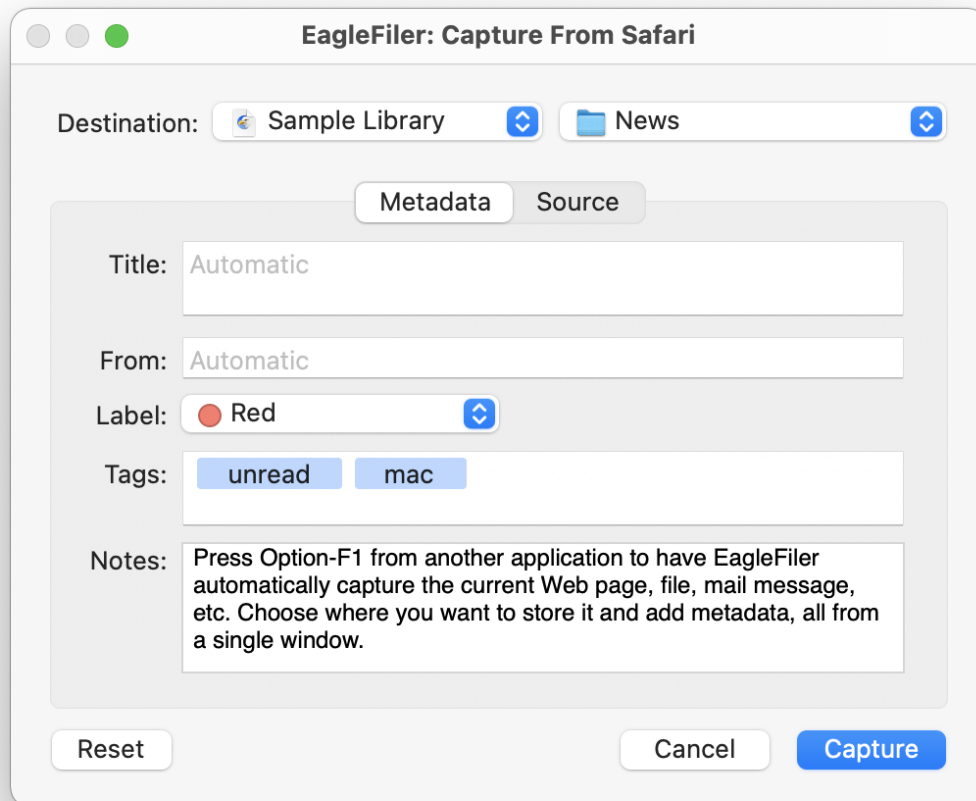 EagleFiler: Capture From Safari
Destination: Sample Library News
Metadata Source
Title: Automatic
From: Automatic
Label: Red
Tags: unread mac
Notes: Press Option-F1 from another application to have EagleFiler
automatically capture the current Web page, file, mail message,
etc. Choose where you want to store it and add metadata, all from
a single window.
Reset Cancel Capture